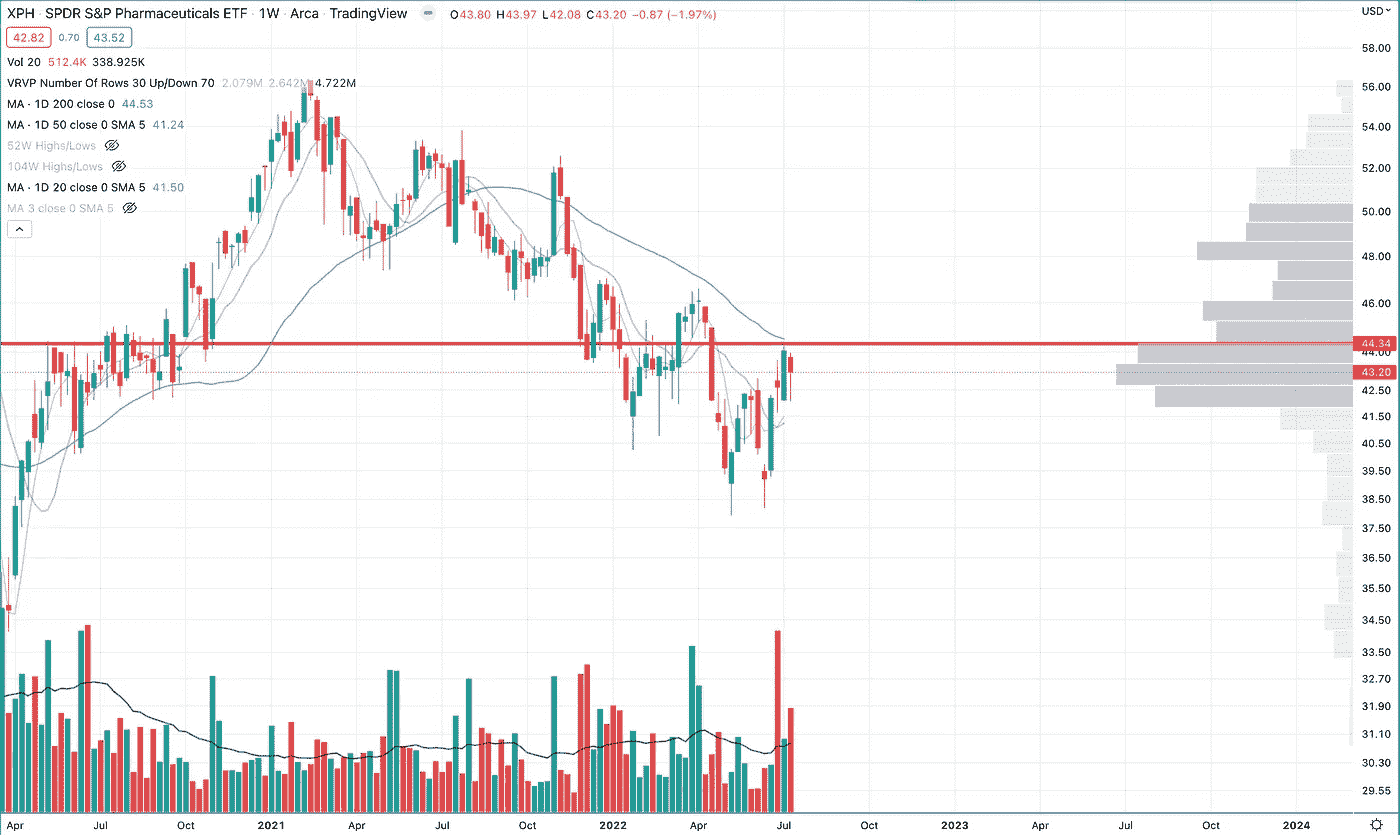 XPH · SPDR S&P Pharmaceuticals ETF · 1W · Arca · TradingView O43.80 H43.97 L42.08 C43.20 −0.87 (−1.97%)
USD
42.82 0.70 43.52
Vol 20 512.4K 338.925K
VRVP Number Of Rows 30 Up/Down 70 2.079M 2.642M 4.722M
MA · 1D 200 close 0 44.53
MA · 1D 50 close 0 SMA 5 41.24
52W Highs/Lows
104W Highs/Lows
MA · 1D 20 close 0 SMA 5 41.50
MA 3 close 0 SMA 5
58.00
56.00
54.00
52.00
50.00
48.00
46.00
44.34
44.00
43.20
42.50
41.50
40.50
39.50
38.50
37.50
36.50
35.50
34.50
33.50
32.70
31.90
31.10
30.30
29.55
Apr Jul Oct 2021 Apr Jul Oct 2022 Apr Jul Oct 2023 Apr Jul Oct 2024